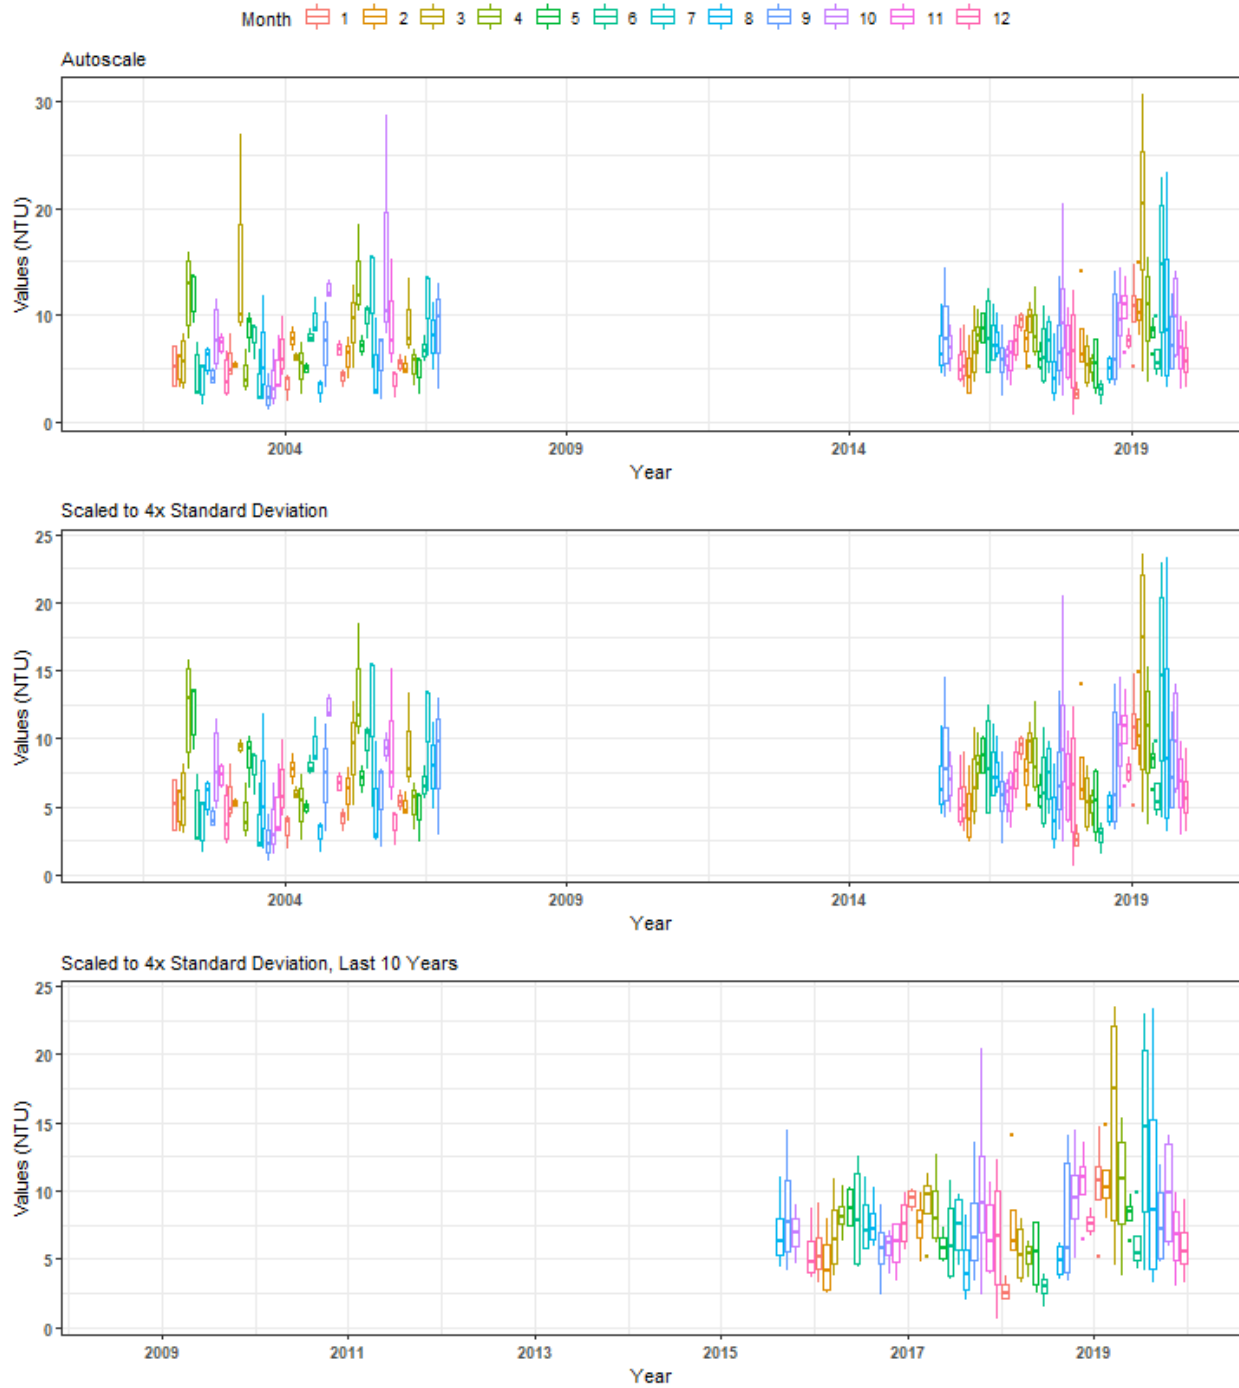 Month 1 2 3 4 5 6 7 8 9 10 11 12
Autoscale
30
20
10
0
Values (NTU)
2004 2009 2014 2019
Year
Scaled to 4x Standard Deviation
25
20
15
10
5
0
Values (NTU)
2004 2009 2014 2019
Year
Scaled to 4x Standard Deviation, Last 10 Years
25
20
15
10
5
0
Values (NTU)
2009 2011 2013 2015 2017 2019
Year